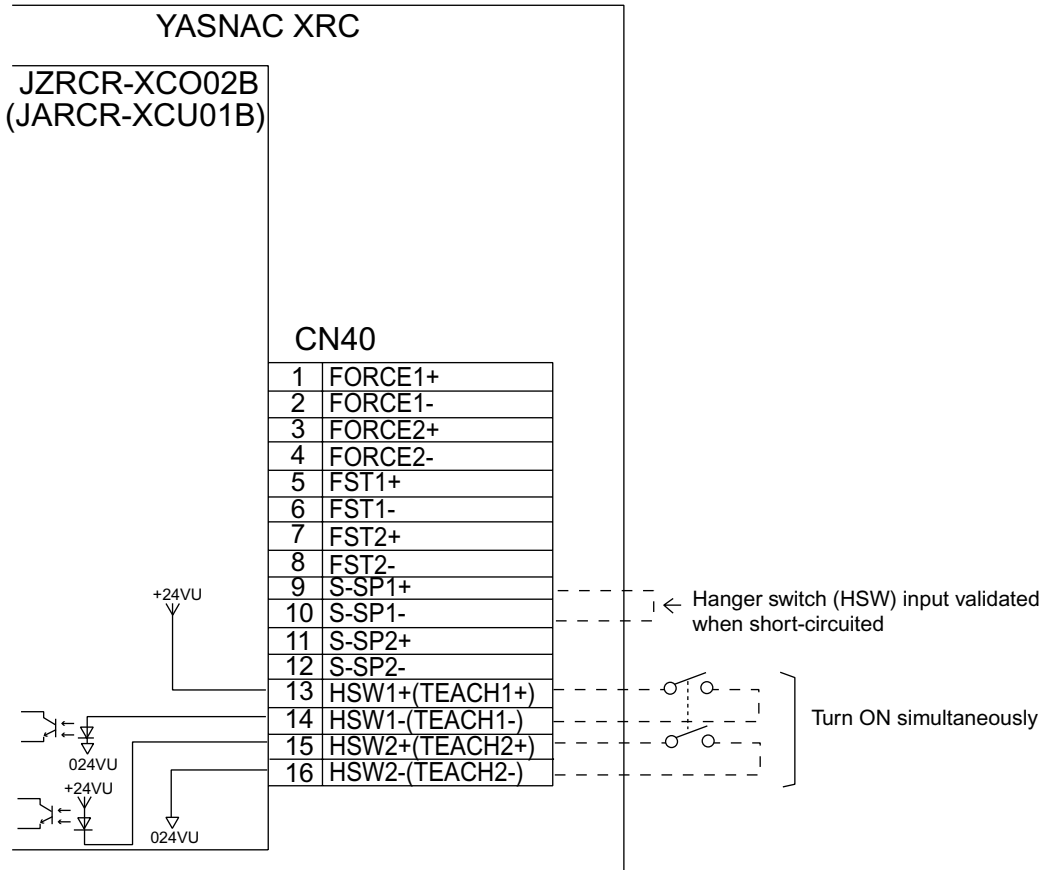 YASNAC XRC
JZRCR-XCO02B
(JARCR-XCU01B)
CN40
1 FORCE1+
2 FORCE1-
3 FORCE2+
4 FORCE2-
5 FST1+
6 FST1-
7 FST2+
8 FST2-
9 S-SP1+
10 S-SP1-
11 S-SP2+
12 S-SP2-
13 HSW1+(TEACH1+)
14 HSW1-(TEACH1-)
15 HSW2+(TEACH2+)
16 HSW2-(TEACH2-)
+24VU
024VU
+24VU
024VU
Hanger switch (HSW) input validated
when short-circuited
Turn ON simultaneously